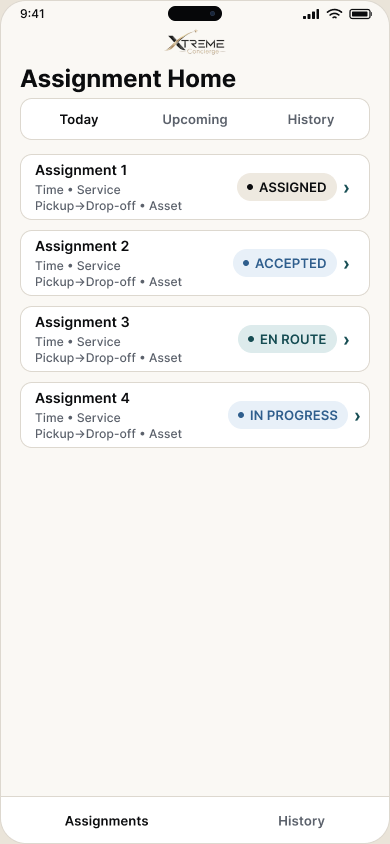 9:41
XTREME
Concierge
Assignment Home
Today
Upcoming
History
Assignment 1
Time • Service
Pickup→Drop-off • Asset
• ASSIGNED ›
Assignment 2
Time • Service
Pickup→Drop-off • Asset
• ACCEPTED ›
Assignment 3
Time • Service
Pickup→Drop-off • Asset
• EN ROUTE ›
Assignment 4
Time • Service
Pickup→Drop-off • Asset
• IN PROGRESS ›
Assignments
History